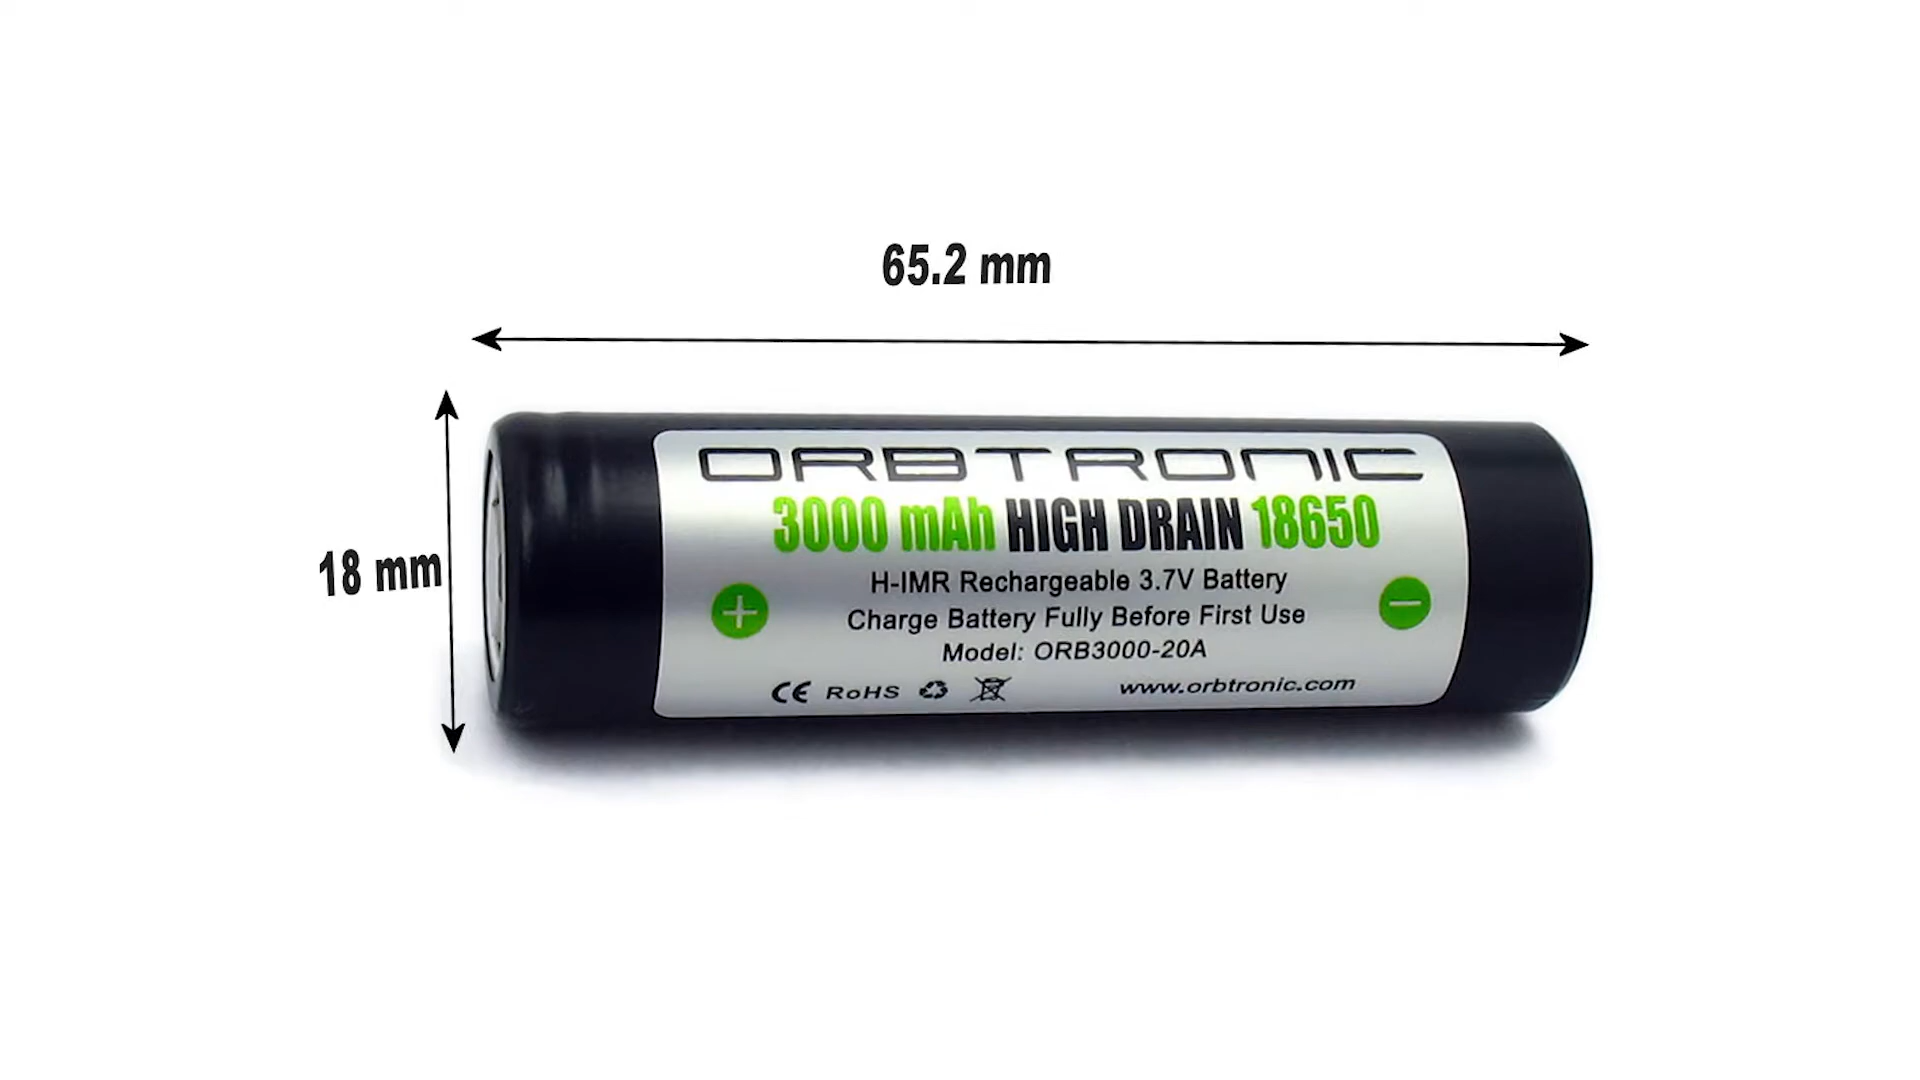 65.2 mm
18 mm
ORBTRONIC
3000 mAh HIGH DRAIN 18650
H-IMR Rechargeable 3.7V Battery
+
−
Charge Battery Fully Before First Use
Model: ORB3000-20A
CE RoHS
www.orbtronic.com